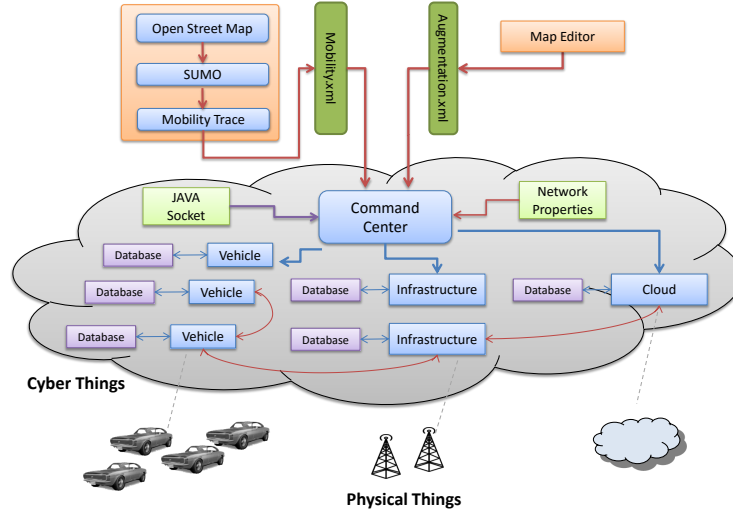 Open Street Map
SUMO
Mobility Trace
Mobility.xml
Augmentation.xml
Map Editor
JAVA
Socket
Command
Center
Network
Properties
Database
Vehicle
Database
Vehicle
Database
Infrastructure
Database
Cloud
Database
Vehicle
Database
Infrastructure
Cyber Things
Physical Things